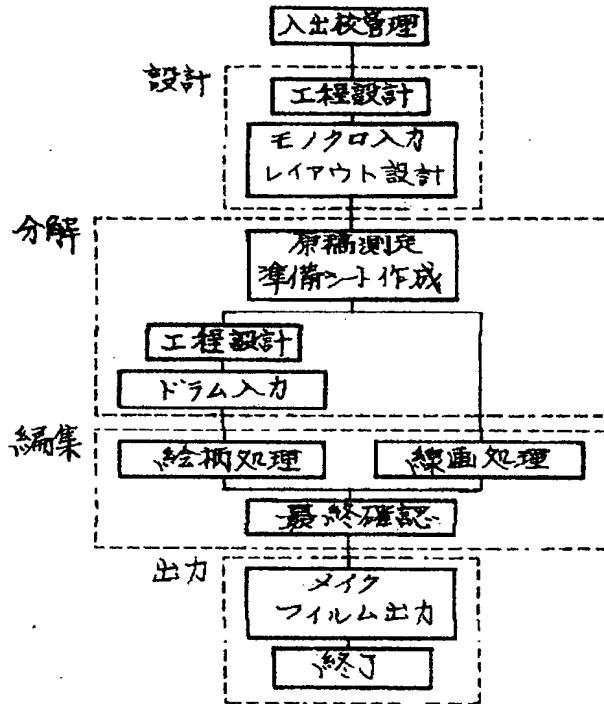 入出校管理
設計
工程設計
モノクロ入力
レイアウト設計
分解
原稿測定
準備シート作成
工程設計
ドラム入力
編集
絵柄処理
線画処理
最終確認
出力
メイク
フィルム出力
終了